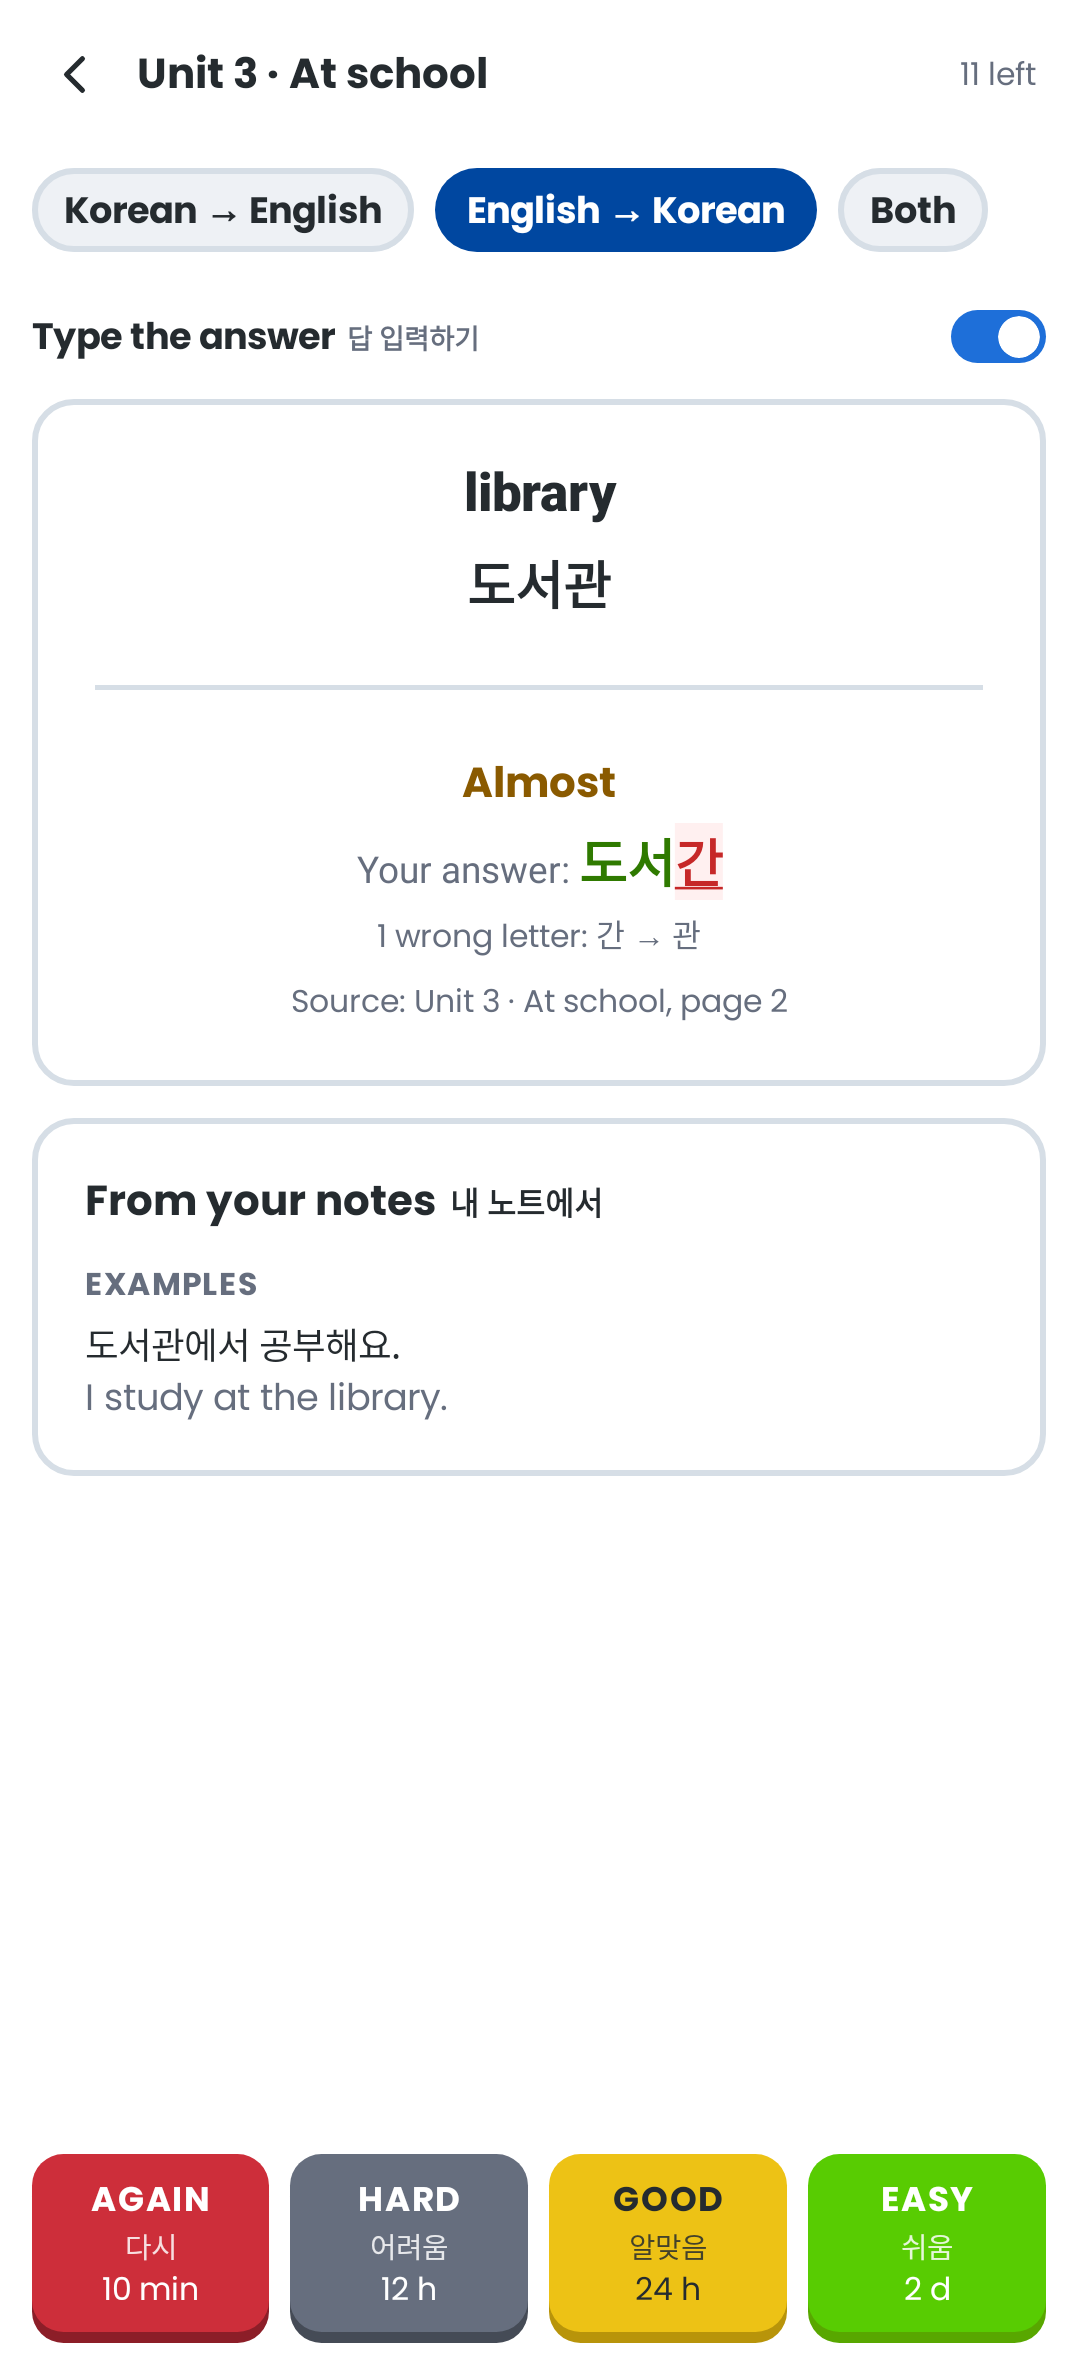 Unit 3 · At school
11 left
Korean → English
English → Korean
Both
Type the answer 답 입력하기
library
도서관
Almost
Your answer: 도서간
1 wrong letter: 간 → 관
Source: Unit 3 · At school, page 2
From your notes 내 노트에서
EXAMPLES
도서관에서 공부해요.
I study at the library.
AGAIN
다시
10 min
HARD
어려움
12 h
GOOD
알맞음
24 h
EASY
쉬움
2 d